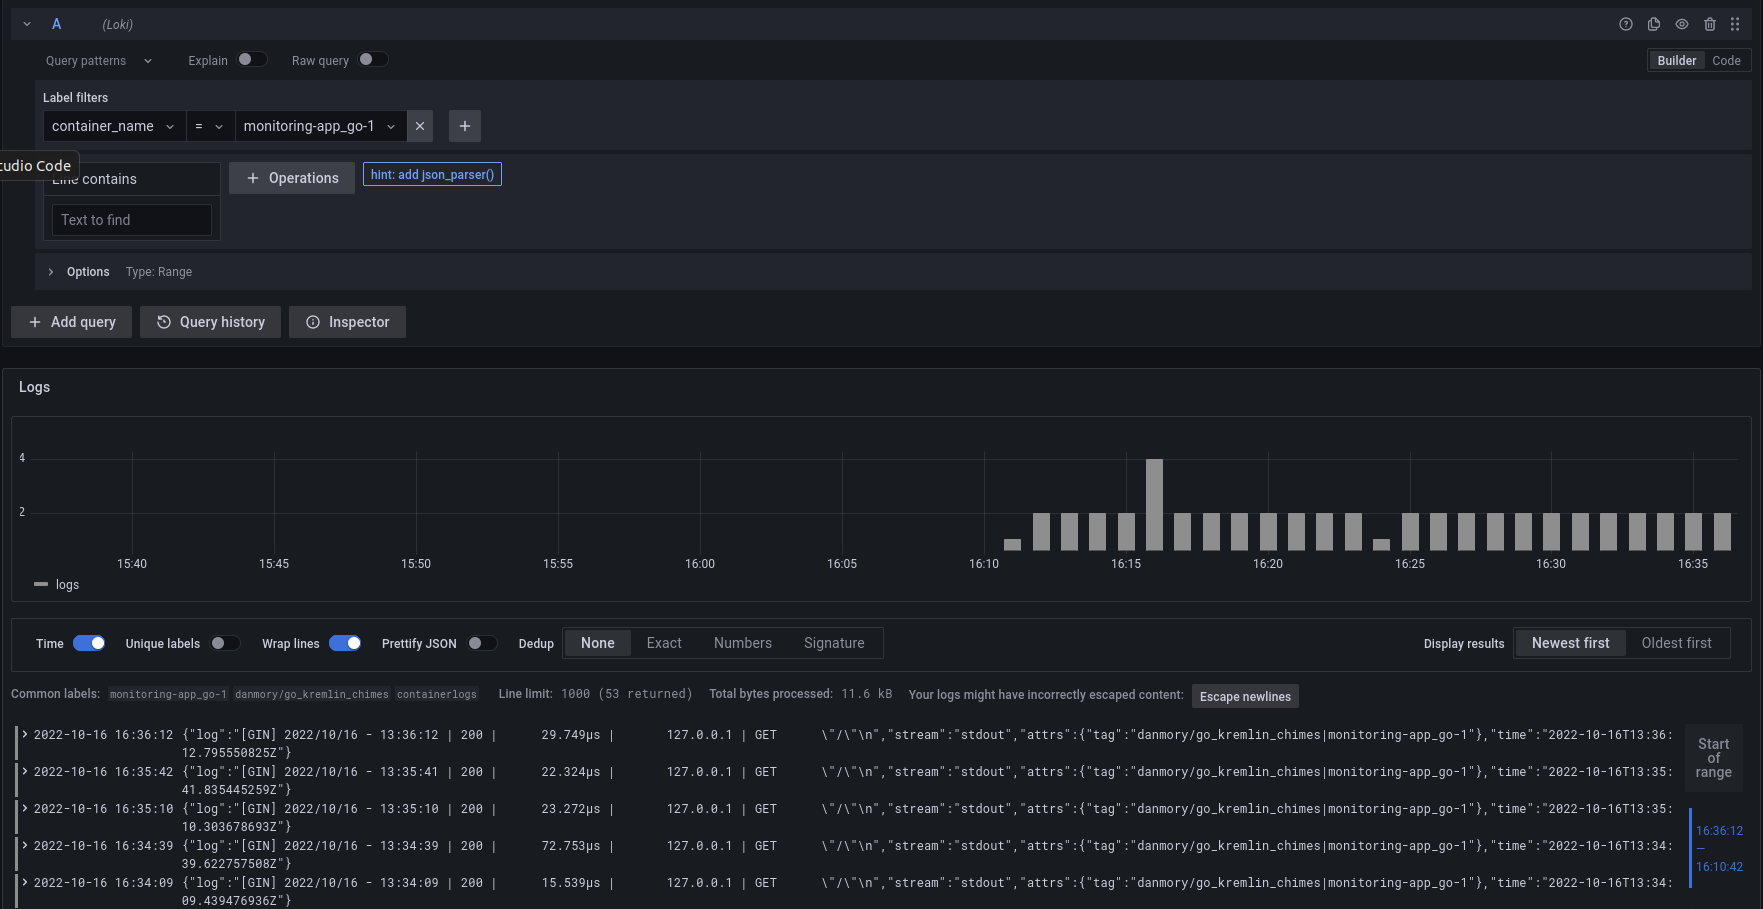 A (Loki)
Query patterns Explain Raw query Builder Code
Label filters
container_name = monitoring-app_go-1
tudio Code
Line contains + Operations hint: add json_parser()
Text to find
Options Type: Range
+ Add query Query history Inspector
Logs
4
2
15:40 15:45 15:50 15:55 16:00 16:05 16:10 16:15 16:20 16:25 16:30 16:35
logs
Time Unique labels Wrap lines Prettify JSON Dedup None Exact Numbers Signature Display results Newest first Oldest first
Common labels: monitoring-app_go-1 danmory/go_kremlin_chimes containerlogs Line limit: 1000 (53 returned) Total bytes processed: 11.6 kB Your logs might have incorrectly escaped content: Escape newlines
2022-10-16 16:36:12 {"log":"[GIN] 2022/10/16 - 13:36:12 | 200 | 29.749µs | 127.0.0.1 | GET \"/\"\n","stream":"stdout","attrs":{"tag":"danmory/go_kremlin_chimes|monitoring-app_go-1"},"time":"2022-10-16T13:36:
12.795550825Z"}
2022-10-16 16:35:42 {"log":"[GIN] 2022/10/16 - 13:35:41 | 200 | 22.324µs | 127.0.0.1 | GET \"/\"\n","stream":"stdout","attrs":{"tag":"danmory/go_kremlin_chimes|monitoring-app_go-1"},"time":"2022-10-16T13:35:
41.835445259Z"}
2022-10-16 16:35:10 {"log":"[GIN] 2022/10/16 - 13:35:10 | 200 | 23.272µs | 127.0.0.1 | GET \"/\"\n","stream":"stdout","attrs":{"tag":"danmory/go_kremlin_chimes|monitoring-app_go-1"},"time":"2022-10-16T13:35:
10.303678693Z"}
2022-10-16 16:34:39 {"log":"[GIN] 2022/10/16 - 13:34:39 | 200 | 72.753µs | 127.0.0.1 | GET \"/\"\n","stream":"stdout","attrs":{"tag":"danmory/go_kremlin_chimes|monitoring-app_go-1"},"time":"2022-10-16T13:34:
39.622757508Z"}
2022-10-16 16:34:09 {"log":"[GIN] 2022/10/16 - 13:34:09 | 200 | 15.539µs | 127.0.0.1 | GET \"/\"\n","stream":"stdout","attrs":{"tag":"danmory/go_kremlin_chimes|monitoring-app_go-1"},"time":"2022-10-16T13:34:
09.439476936Z"}
Start
of
range
16:36:12
—
16:10:42